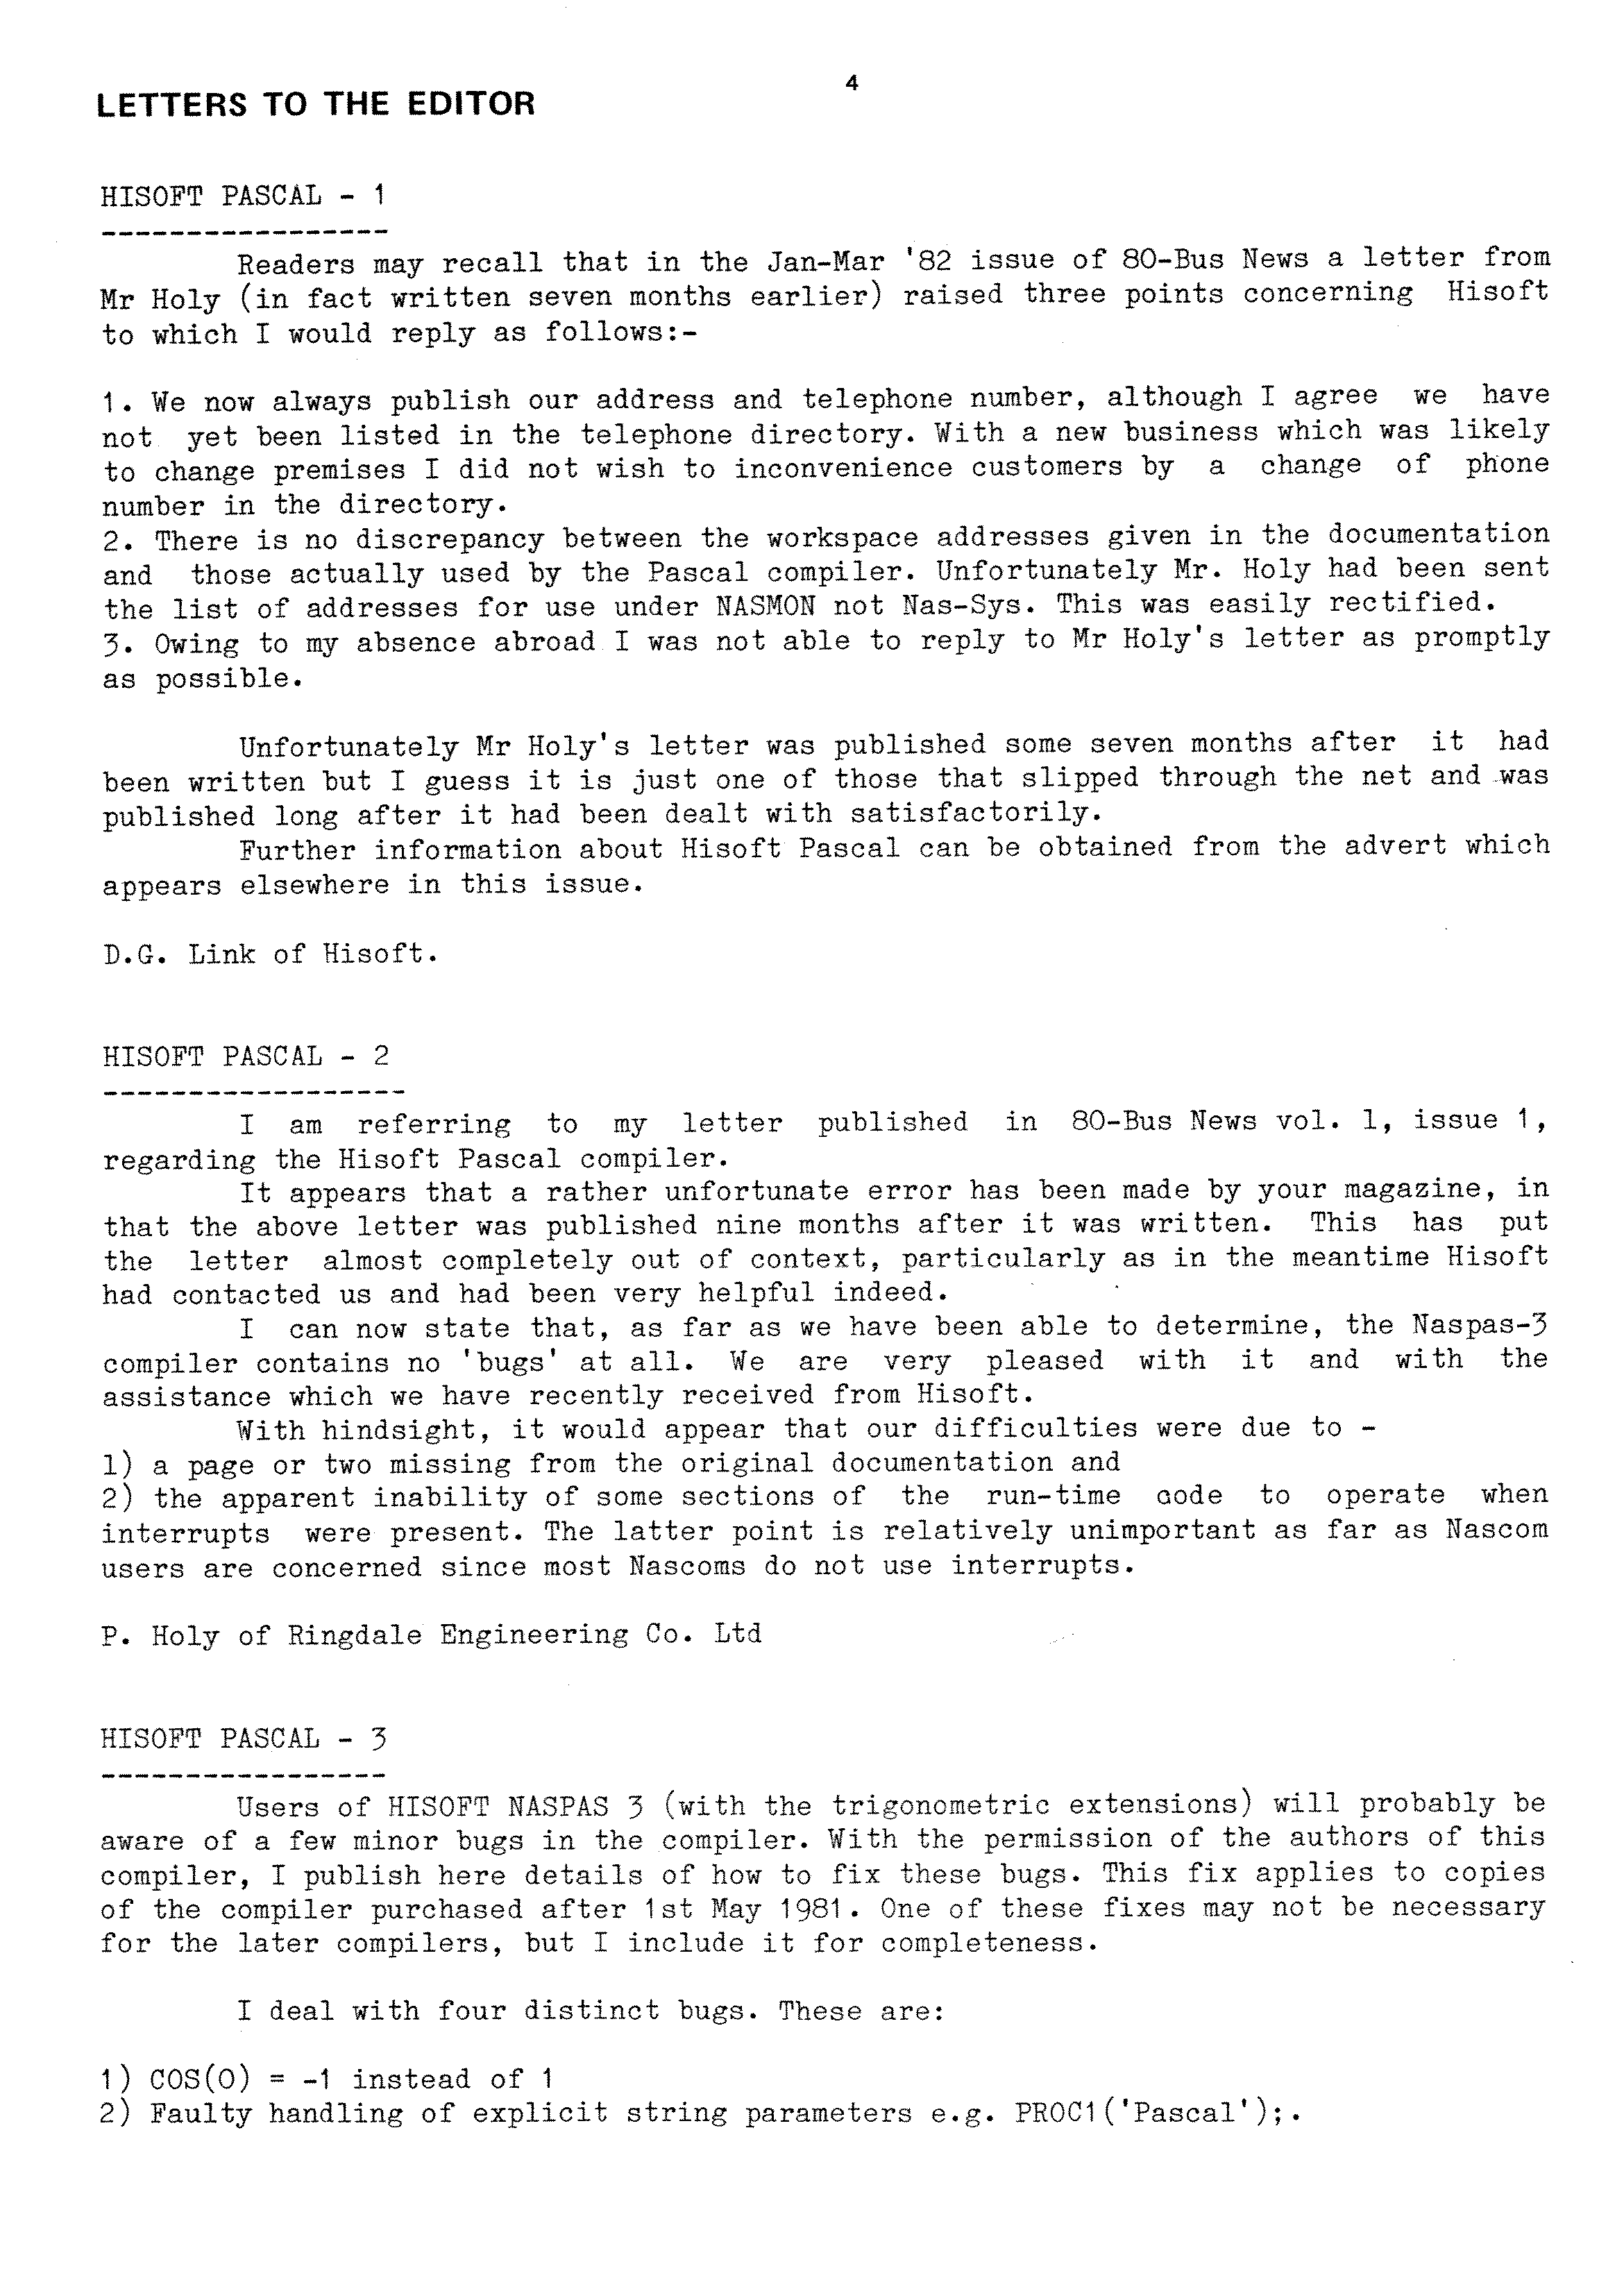 4
LETTERS TO THE EDITOR
HISOFT PASCAL - 1
-----------------
Readers may recall that in the Jan-Mar '82 issue of 80-Bus News a letter from
Mr Holy (in fact written seven months earlier) raised three points concerning Hisoft
to which I would reply as follows:-
1. We now always publish our address and telephone number, although I agree we have
not yet been listed in the telephone directory. With a new business which was likely
to change premises I did not wish to inconvenience customers by a change of phone
number in the directory.
2. There is no discrepancy between the workspace addresses given in the documentation
and those actually used by the Pascal compiler. Unfortunately Mr. Holy had been sent
the list of addresses for use under NASMON not Nas-Sys. This was easily rectified.
3. Owing to my absence abroad I was not able to reply to Mr Holy's letter as promptly
as possible.
Unfortunately Mr Holy's letter was published some seven months after it had
been written but I guess it is just one of those that slipped through the net and was
published long after it had been dealt with satisfactorily.
Further information about Hisoft Pascal can be obtained from the advert which
appears elsewhere in this issue.
D.G. Link of Hisoft.
HISOFT PASCAL - 2
------------------
I am referring to my letter published in 80-Bus News vol. 1, issue 1,
regarding the Hisoft Pascal compiler.
It appears that a rather unfortunate error has been made by your magazine, in
that the above letter was published nine months after it was written. This has put
the letter almost completely out of context, particularly as in the meantime Hisoft
had contacted us and had been very helpful indeed.
I can now state that, as far as we have been able to determine, the Naspas-3
compiler contains no 'bugs' at all. We are very pleased with it and with the
assistance which we have recently received from Hisoft.
With hindsight, it would appear that our difficulties were due to -
1) a page or two missing from the original documentation and
2) the apparent inability of some sections of the run-time code to operate when
interrupts were present. The latter point is relatively unimportant as far as Nascom
users are concerned since most Nascoms do not use interrupts.
P. Holy of Ringdale Engineering Co. Ltd
HISOFT PASCAL - 3
-----------------
Users of HISOFT NASPAS 3 (with the trigonometric extensions) will probably be
aware of a few minor bugs in the compiler. With the permission of the authors of this
compiler, I publish here details of how to fix these bugs. This fix applies to copies
of the compiler purchased after 1st May 1981. One of these fixes may not be necessary
for the later compilers, but I include it for completeness.
I deal with four distinct bugs. These are:
1) COS(0) = -1 instead of 1
2) Faulty handling of explicit string parameters e.g. PROC1('Pascal');.